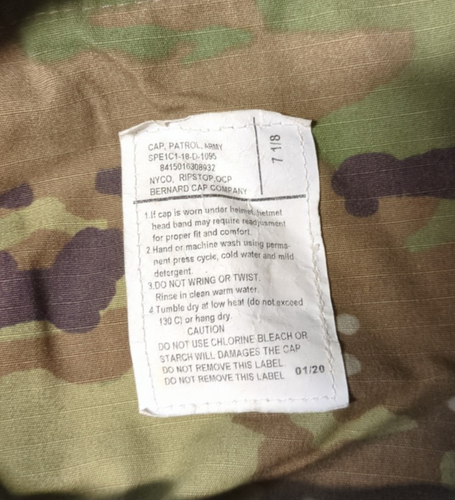 CAP, PATROL, ARMY
SPE1C1-18-D-1095
8415016308932
NYCO, RIPSTOP,OCP
BERNARD CAP COMPANY
7 1/8
1.If cap is worn under helmet, helmet
head band may require readjusment
for proper fit and comfort.
2.Hand or machine wash using perma-
nent press cycle, cold water and mild
detergent.
3.DO NOT WRING OR TWIST.
Rinse in clean warm water.
4.Tumble dry at low heat (do not exceed
130 C) or hang dry.
CAUTION
DO NOT USE CHLORINE BLEACH OR
STARCH WILL DAMAGES THE CAP
DO NOT REMOVE THIS LABEL
DO NOT REMOVE THIS LABEL 01/20